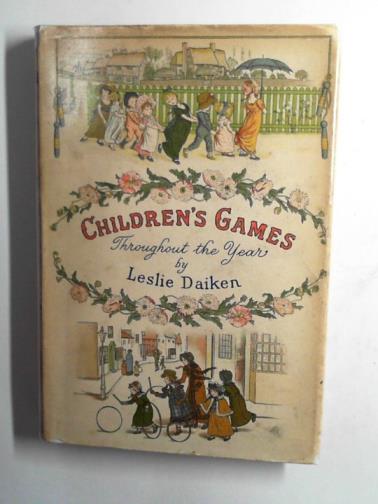 CHILDREN'S GAMES
Throughout the Year
by
Leslie Daiken